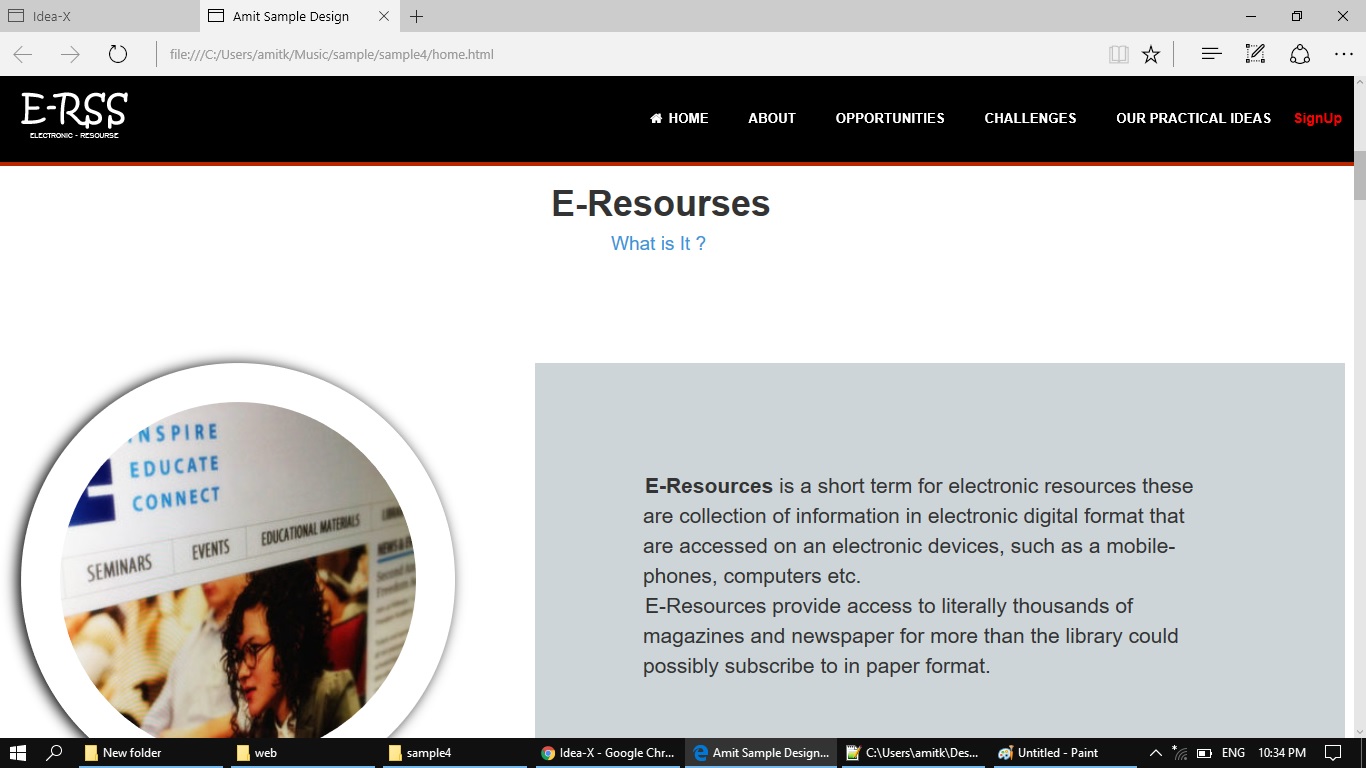 Idea-X
Amit Sample Design
file:///C:/Users/amitk/Music/sample/sample4/home.html
E-RSS
ELECTRONIC - RESOURSE
HOME
ABOUT
OPPORTUNITIES
CHALLENGES
OUR PRACTICAL IDEAS
SignUp
E-Resourses
What is It ?
INSPIRE
EDUCATE
CONNECT
SEMINARS
EVENTS
EDUCATIONAL MATERIALS
NEWS &
E-Resources is a short term for electronic resources these
are collection of information in electronic digital format that
are accessed on an electronic devices, such as a mobile-
phones, computers etc.
E-Resources provide access to literally thousands of
magazines and newspaper for more than the library could
possibly subscribe to in paper format.
New folder
web
sample4
Idea-X - Google Chr...
Amit Sample Design...
C:\Users\amitk\Des...
Untitled - Paint
ENG
10:34 PM